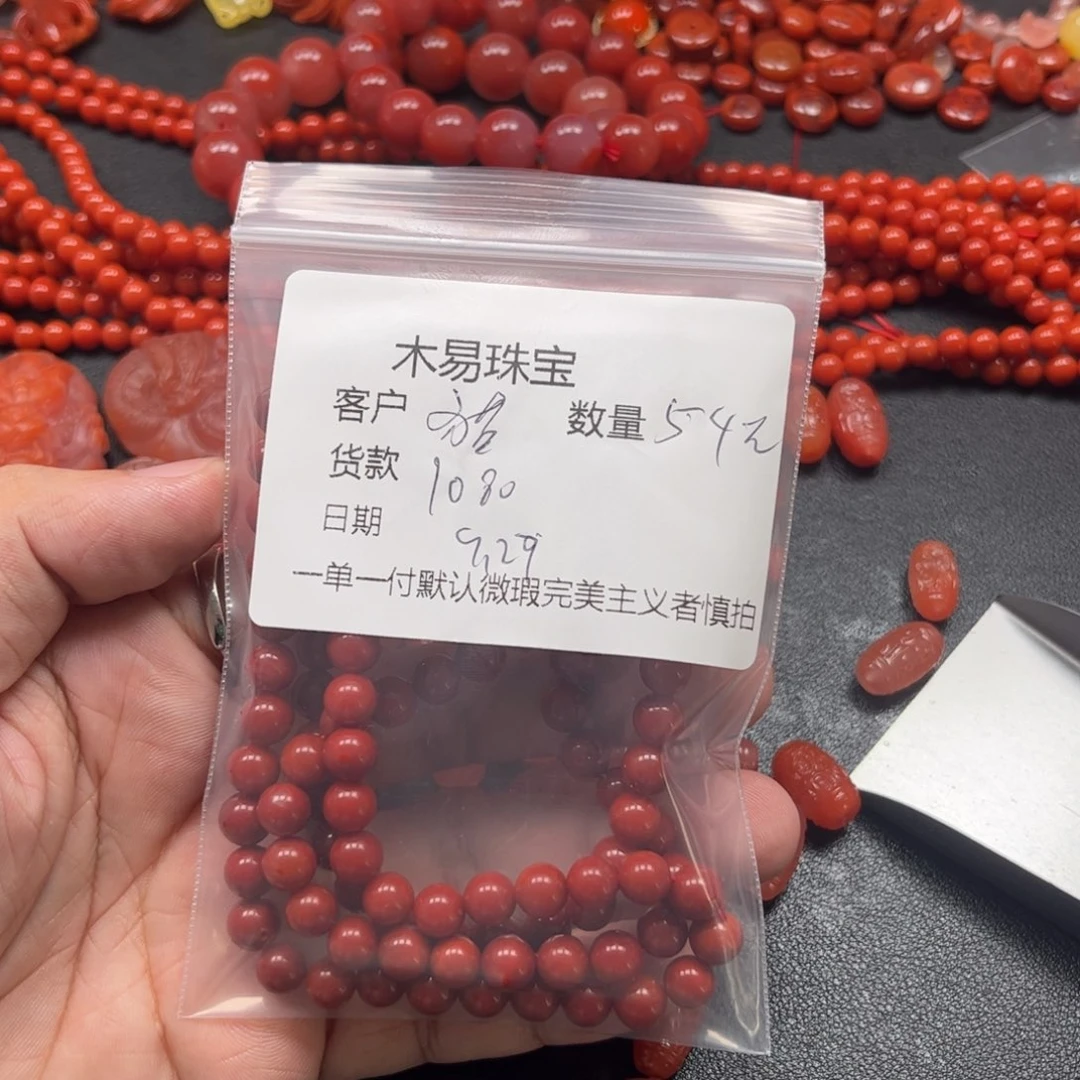 木易珠宝
客户 数量 54
货款 1080
日期 9.29
一单一付默认微瑕完美主义者慎拍